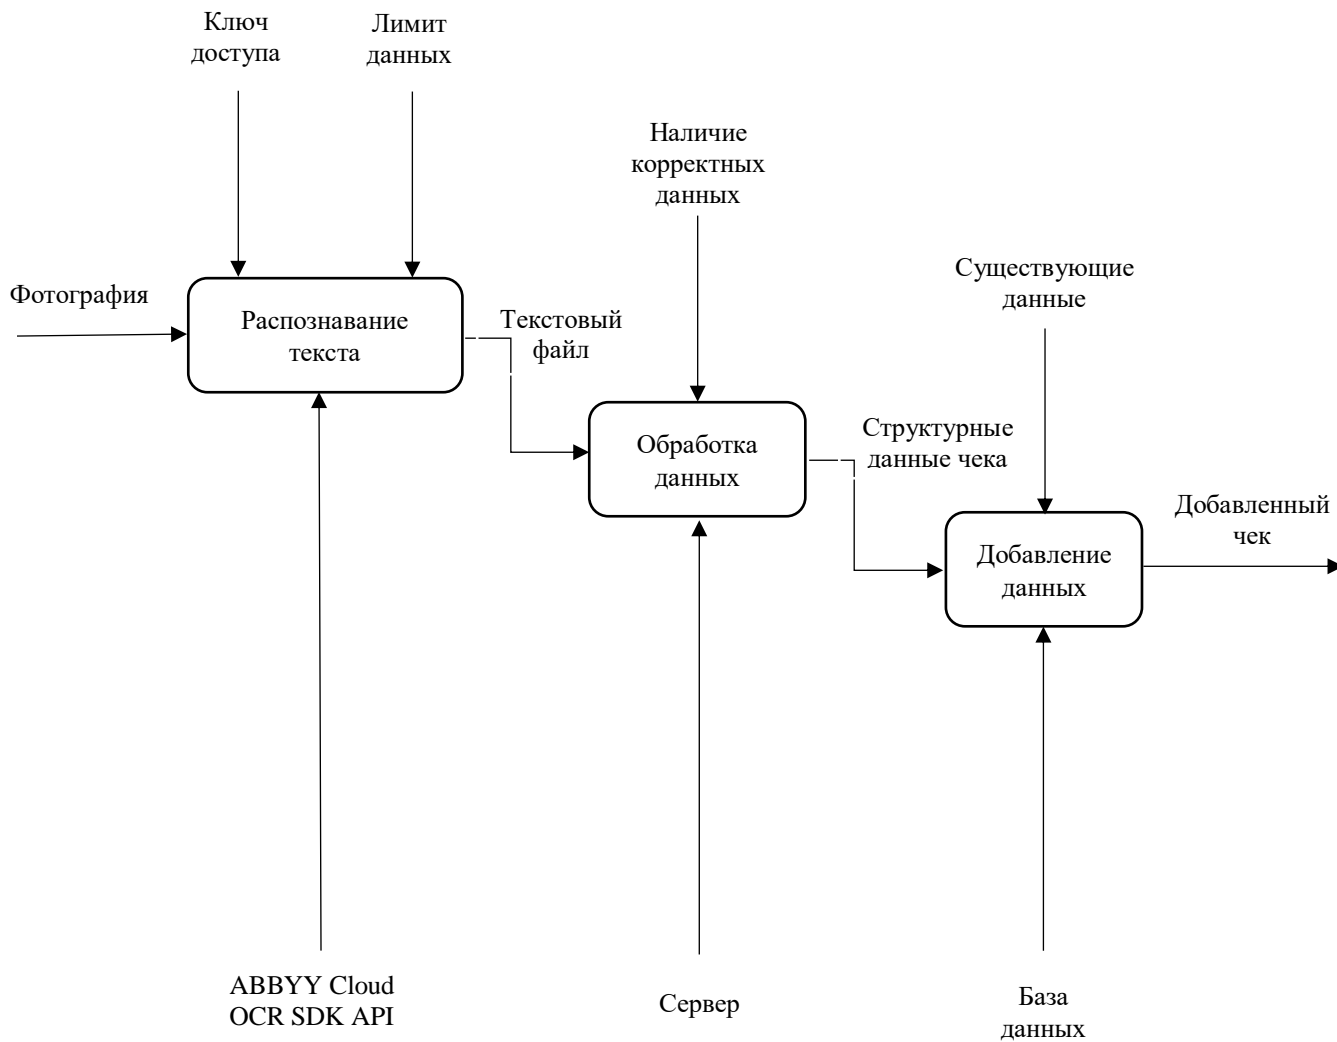 Ключ
доступа
Лимит
данных
Наличие
корректных
данных
Существующие
данные
Фотография
Распознавание
текста
Текстовый
файл
Обработка
данных
Структурные
данные чека
Добавление
данных
Добавленный
чек
ABBYY Cloud
OCR SDK API
Сервер
База
данных